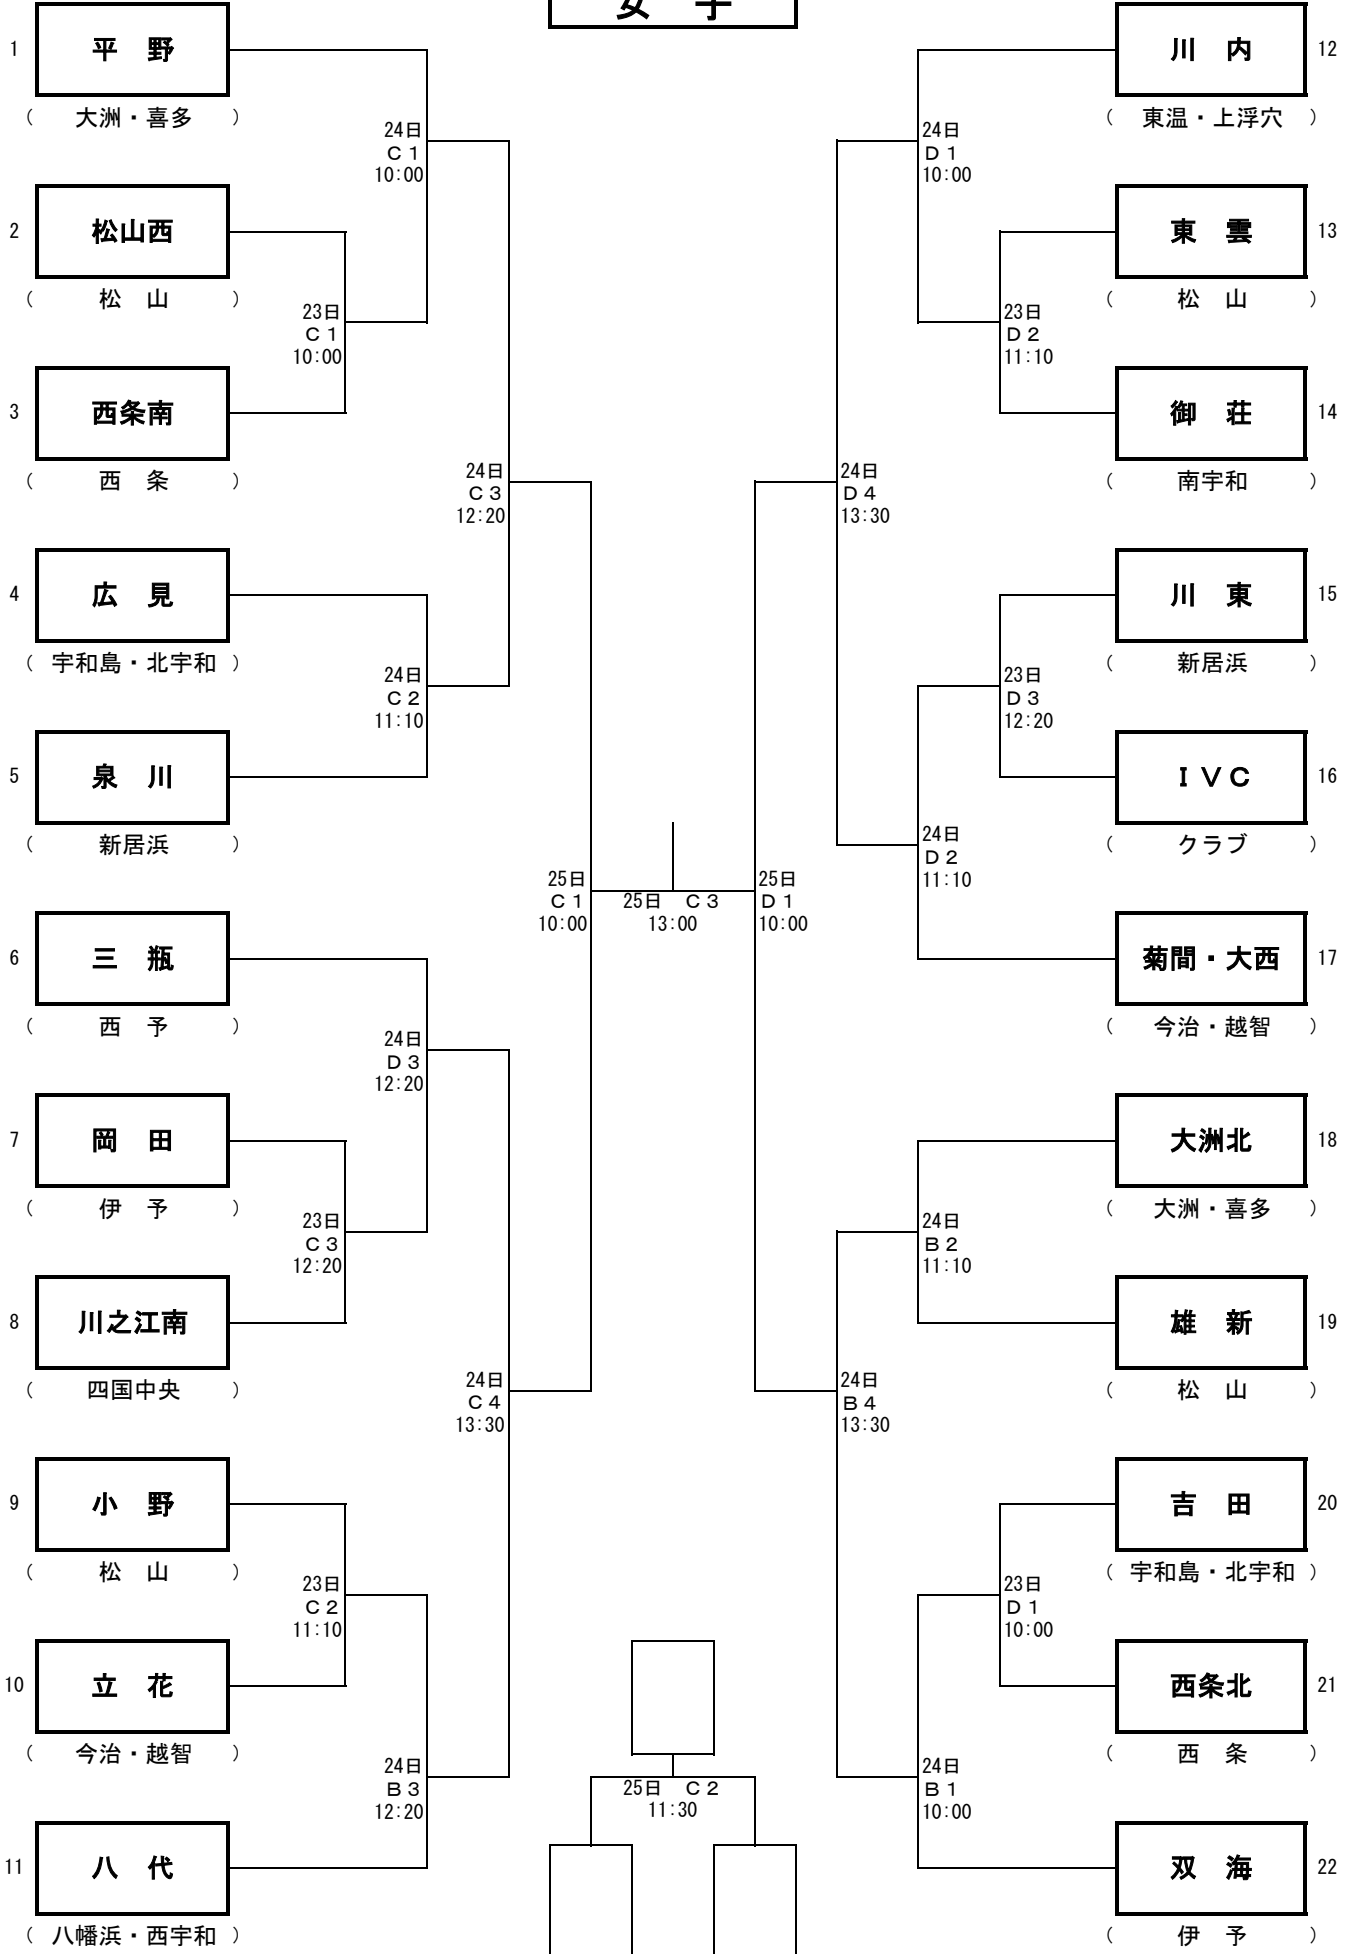 女 子
1 平 野
( 大洲・喜多 )
24日
C1
10:00
2 松山西
( 松 山 )
23日
C1
10:00
3 西条南
( 西 条 )
24日
C3
12:20
4 広 見
( 宇和島・北宇和 )
24日
C2
11:10
5 泉 川
( 新居浜 )
25日
C1
10:00
6 三 瓶
( 西 予 )
24日
D3
12:20
7 岡 田
( 伊 予 )
23日
C3
12:20
8 川之江南
( 四国中央 )
24日
C4
13:30
9 小 野
( 松 山 )
23日
C2
11:10
10 立 花
( 今治・越智 )
24日
B3
12:20
11 八 代
( 八幡浜・西宇和 )
25日 C3
13:00
25日 C2
11:30
川 内 12
( 東温・上浮穴 )
24日
D1
10:00
東 雲 13
( 松 山 )
23日
D2
11:10
御 荘 14
( 南宇和 )
24日
D4
13:30
川 東 15
( 新居浜 )
23日
D3
12:20
IVC 16
( クラブ )
24日
D2
11:10
25日
D1
10:00
菊間・大西 17
( 今治・越智 )
大洲北 18
( 大洲・喜多 )
24日
B2
11:10
雄 新 19
( 松 山 )
24日
B4
13:30
吉 田 20
( 宇和島・北宇和 )
23日
D1
10:00
西条北 21
( 西 条 )
24日
B1
10:00
双 海 22
( 伊 予 )